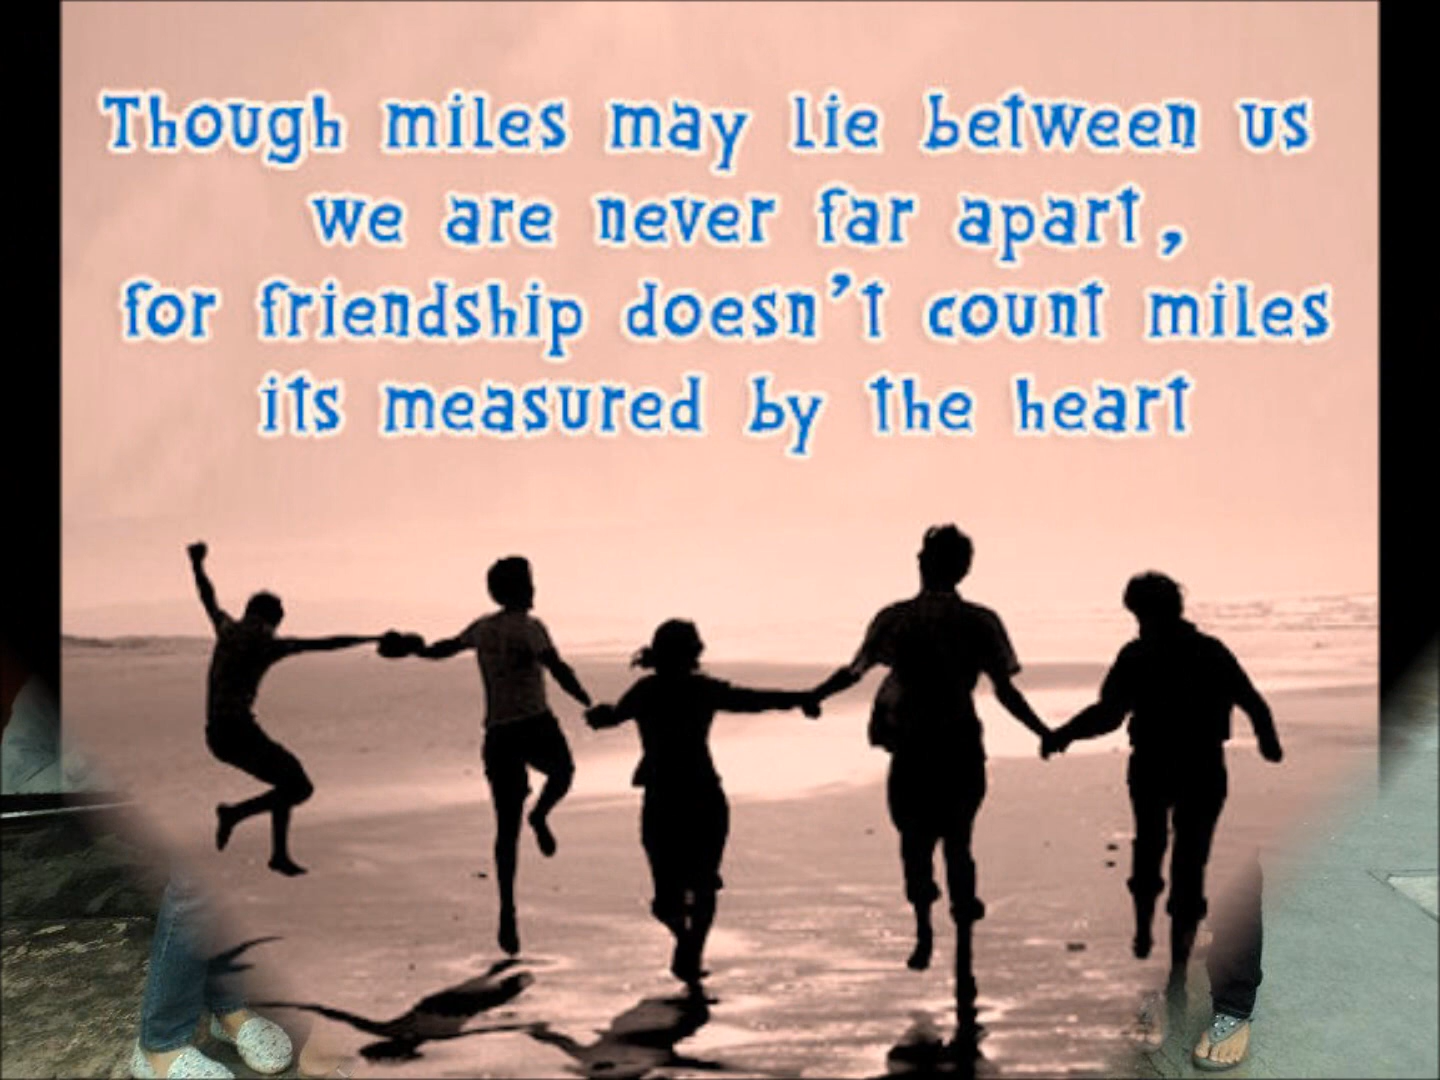 Though miles may lie between us
we are never far apart,
for friendship doesn't count miles
its measured by the heart